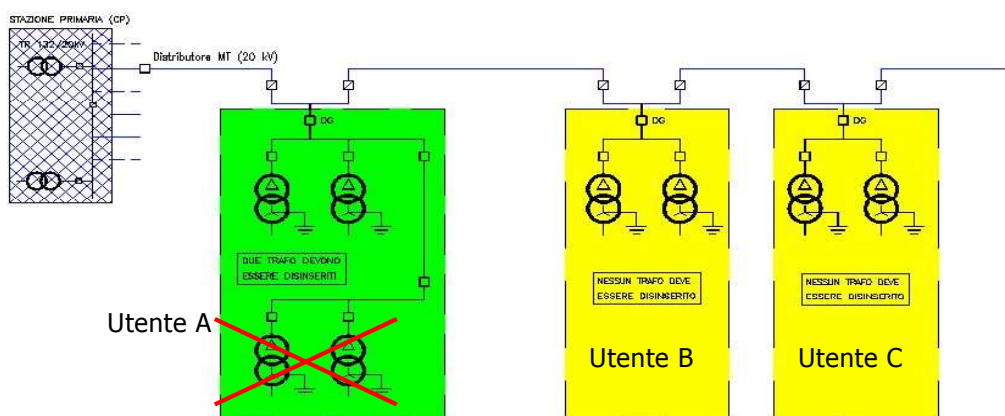 STAZIONE PRIMARIA (CP)
TR 132/20kV
Distributore MT (20 kV)
DG
DG
DG
DUE TRAFO DEVONO
ESSERE DISINSERITI
NESSUN TRAFO DEVE
ESSERE DISINSERITO
NESSUN TRAFO DEVE
ESSERE DISINSERITO
Utente A
Utente B
Utente C